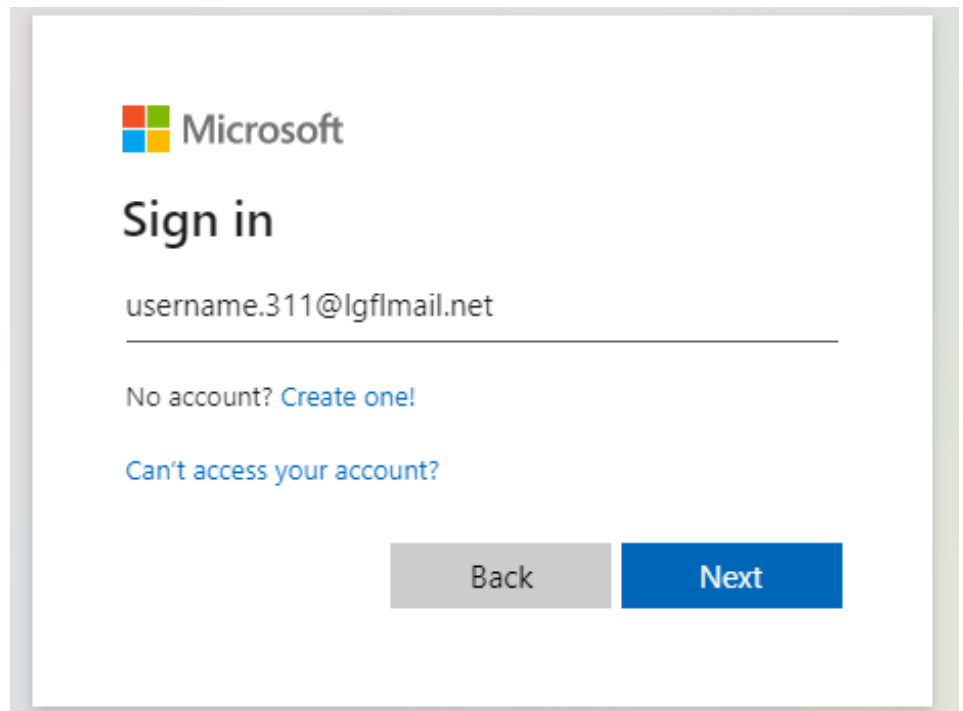 Microsoft
Sign in
username.311@lgflmail.net
No account? Create one!
Can't access your account?
Back
Next